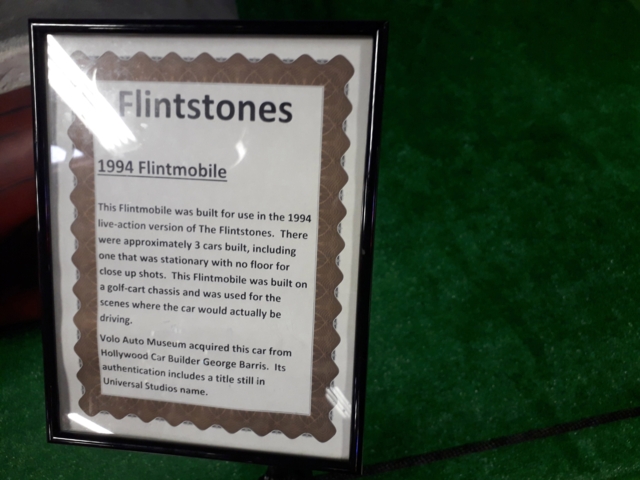 Flintstones
1994 Flintmobile
This Flintmobile was built for use in the 1994
live-action version of The Flintstones. There
were approximately 3 cars built, including
one that was stationary with no floor for
close up shots. This Flintmobile was built on
a golf-cart chassis and was used for the
scenes where the car would actually be
driving.
Volo Auto Museum acquired this car from
Hollywood Car Builder George Barris. Its
authentication includes a title still in
Universal Studios name.